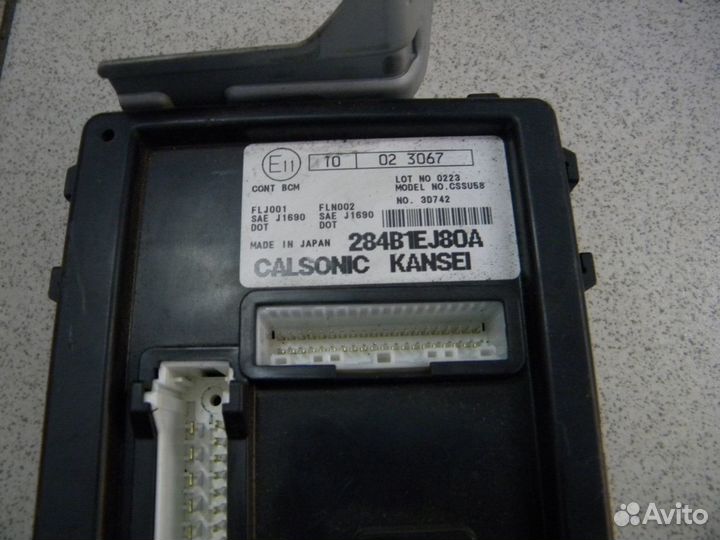 E11 10 02 3067
CONT BCM
LOT NO 0223
MODEL NO.CSSU58
FLJ001 FLN002 NO. 3D742
SAE J1690 SAE J1690
DOT DOT
MADE IN JAPAN 284B1EJ80A
CALSONIC KANSEI
Avito